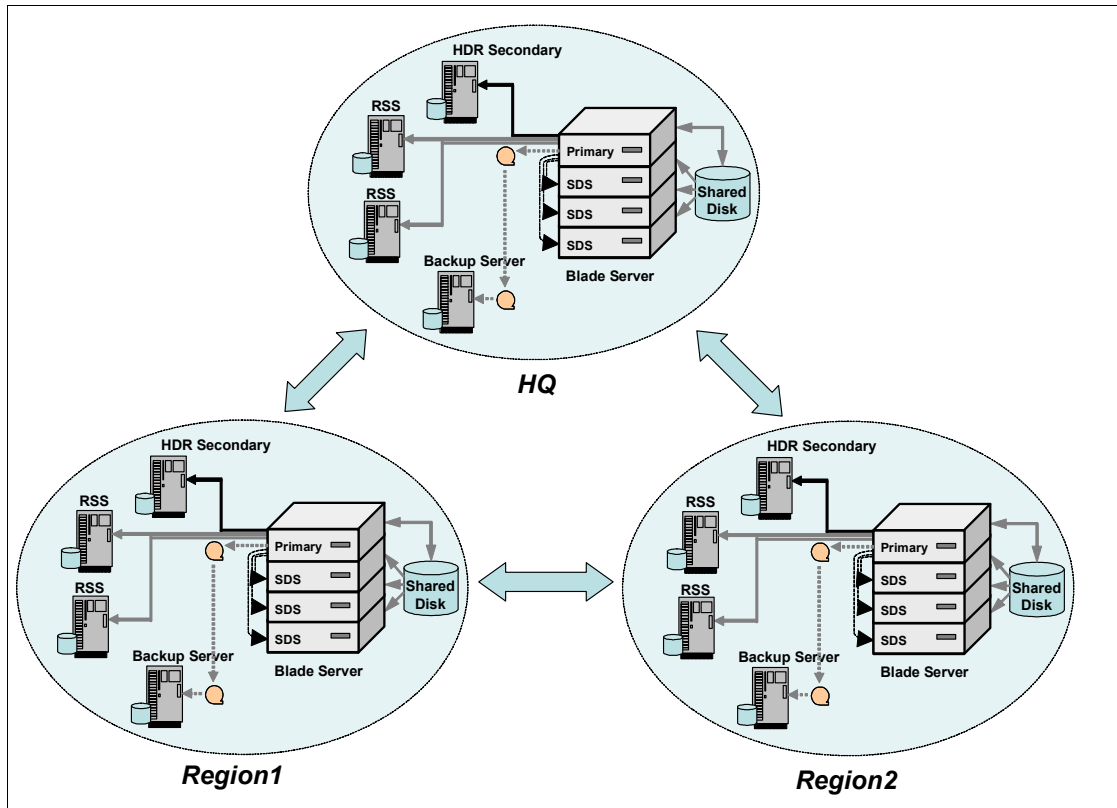 HDR Secondary
RSS
Primary
SDS
RSS
SDS
SDS
Shared
Disk
Backup Server
Blade Server
HQ
HDR Secondary
RSS
Primary
SDS
RSS
SDS
SDS
Shared
Disk
Backup Server
Blade Server
Region1
HDR Secondary
RSS
Primary
SDS
RSS
SDS
SDS
Shared
Disk
Backup Server
Blade Server
Region2